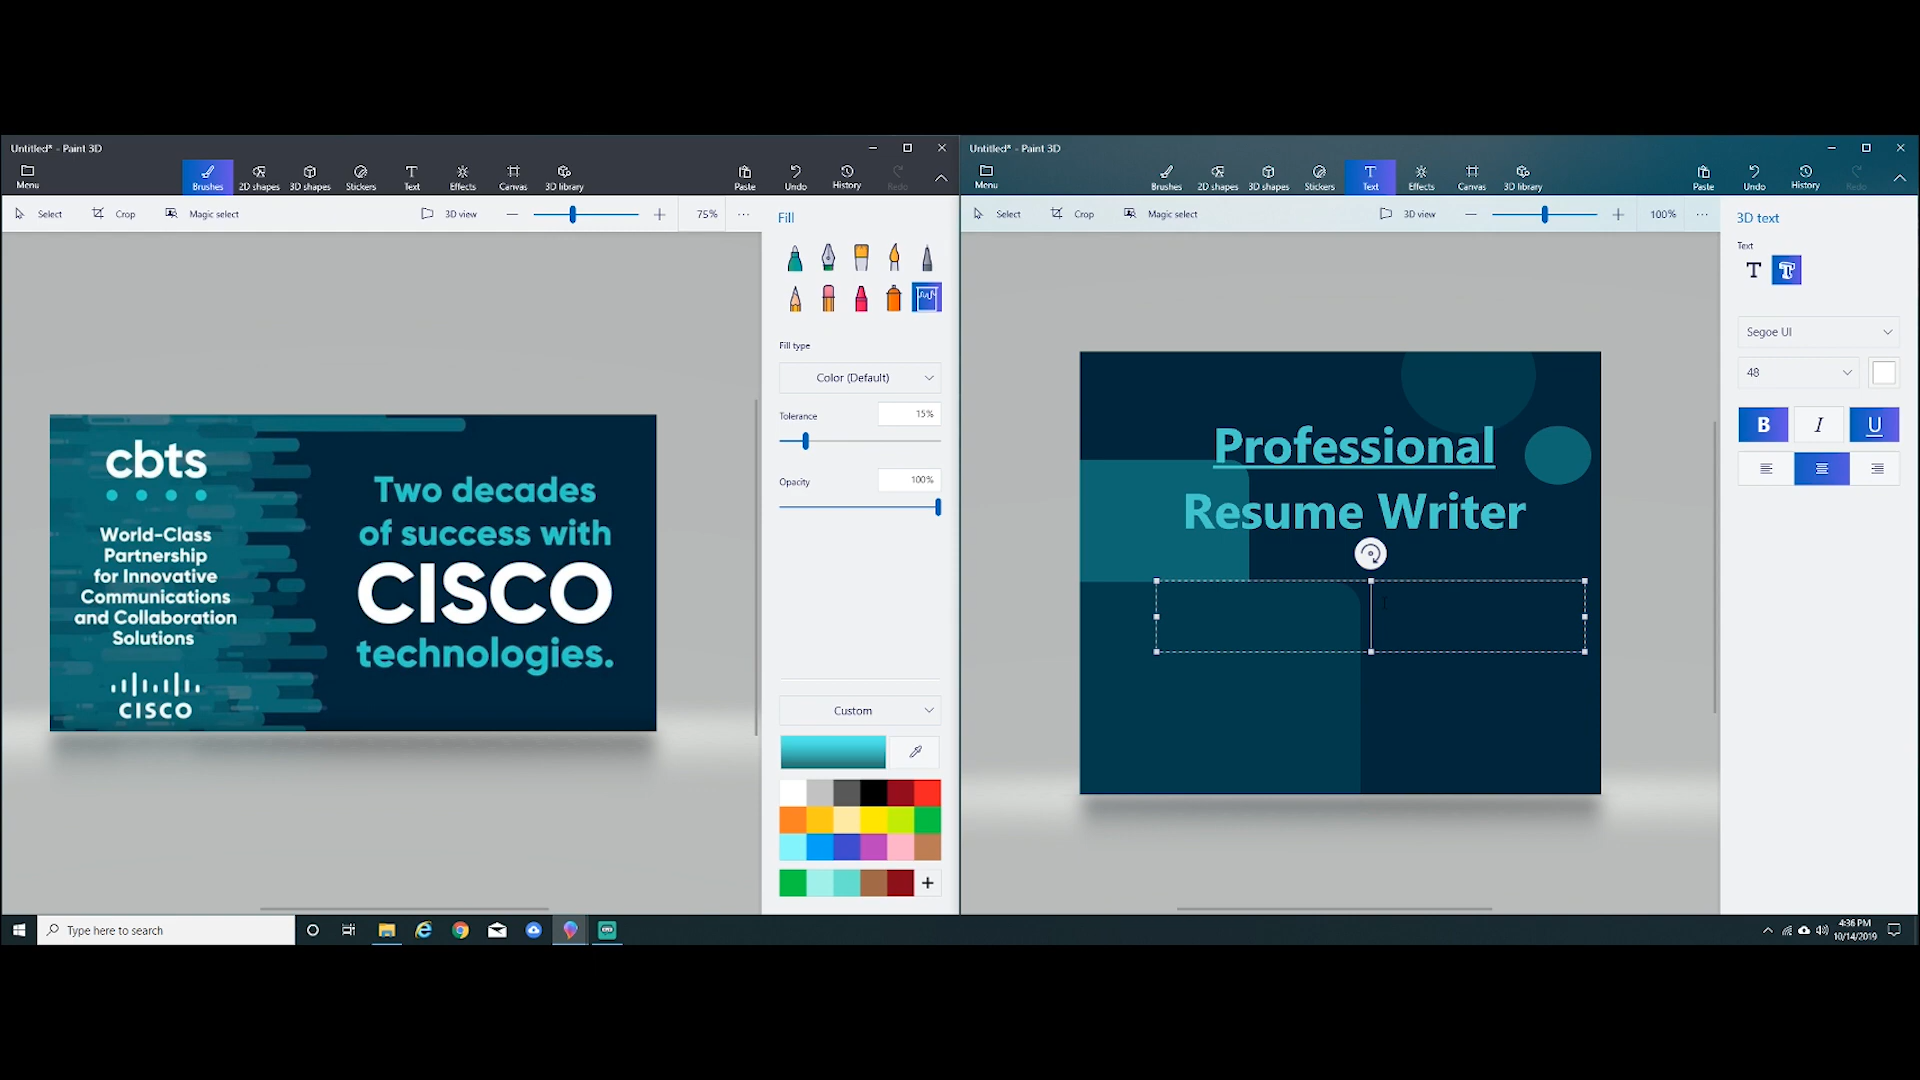 Untitled* - Paint 3D
Menu
Brushes
2D shapes
3D shapes
Stickers
Text
Effects
Canvas
3D library
Paste
Undo
History
Redo
Select
Crop
Magic select
3D view
75%
Fill
Fill type
Color (Default)
Tolerance
15%
Opacity
100%
Custom
cbts
World-Class
Partnership
for Innovative
Communications
and Collaboration
Solutions
CISCO
Two decades
of success with
CISCO
technologies.
Untitled* - Paint 3D
Menu
Brushes
2D shapes
3D shapes
Stickers
Text
Effects
Canvas
3D library
Paste
Undo
History
Redo
Select
Crop
Magic select
3D view
100%
3D text
Text
T
T
Segoe UI
48
B
I
U
Professional
Resume Writer
Type here to search
4:36 PM
10/14/2019